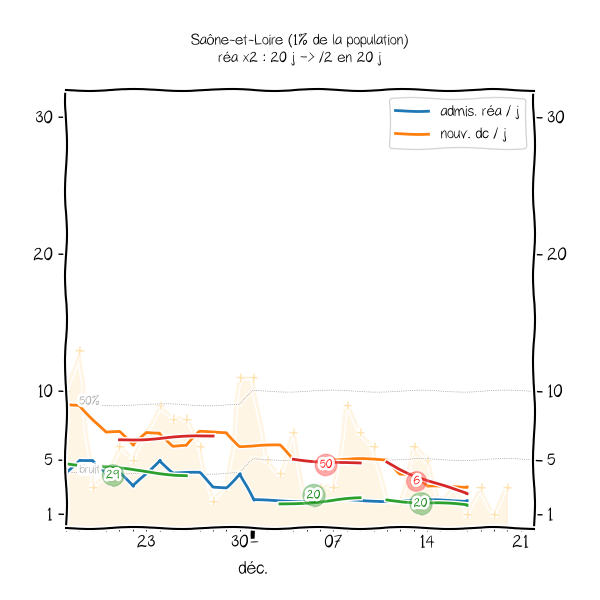 Saône-et-Loire (1% de la population)
réa x2 : 20 j -> /2 en 20 j
admis. réa / j
nouv. dc / j
30 30
20 20
10 10
5 5
1 1
50%
bruit
29
20
50
20
6
23 30 07 14 21
déc.